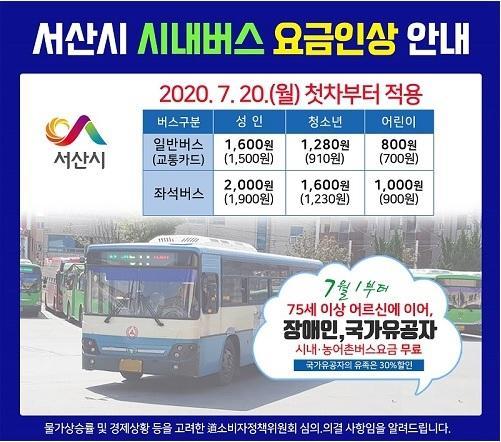 서산시 시내버스 요금인상 안내
2020. 7. 20.(월) 첫차부터 적용
서산시
버스구분 성 인 청소년 어린이
일반버스 1,600원 1,280원 800원
(교통카드) (1,500원) (910원) (700원)
좌석버스 2,000원 1,600원 1,000원
(1,900원) (1,230원) (900원)
7월 1부터
75세 이상 어르신에 이어,
장애인,국가유공자
시내·농어촌버스요금 무료
국가유공자의 유족은 30%할인
물가상승률 및 경제상황 등을 고려한 道소비자정책위원회 심의.의결 사항임을 알려드립니다.